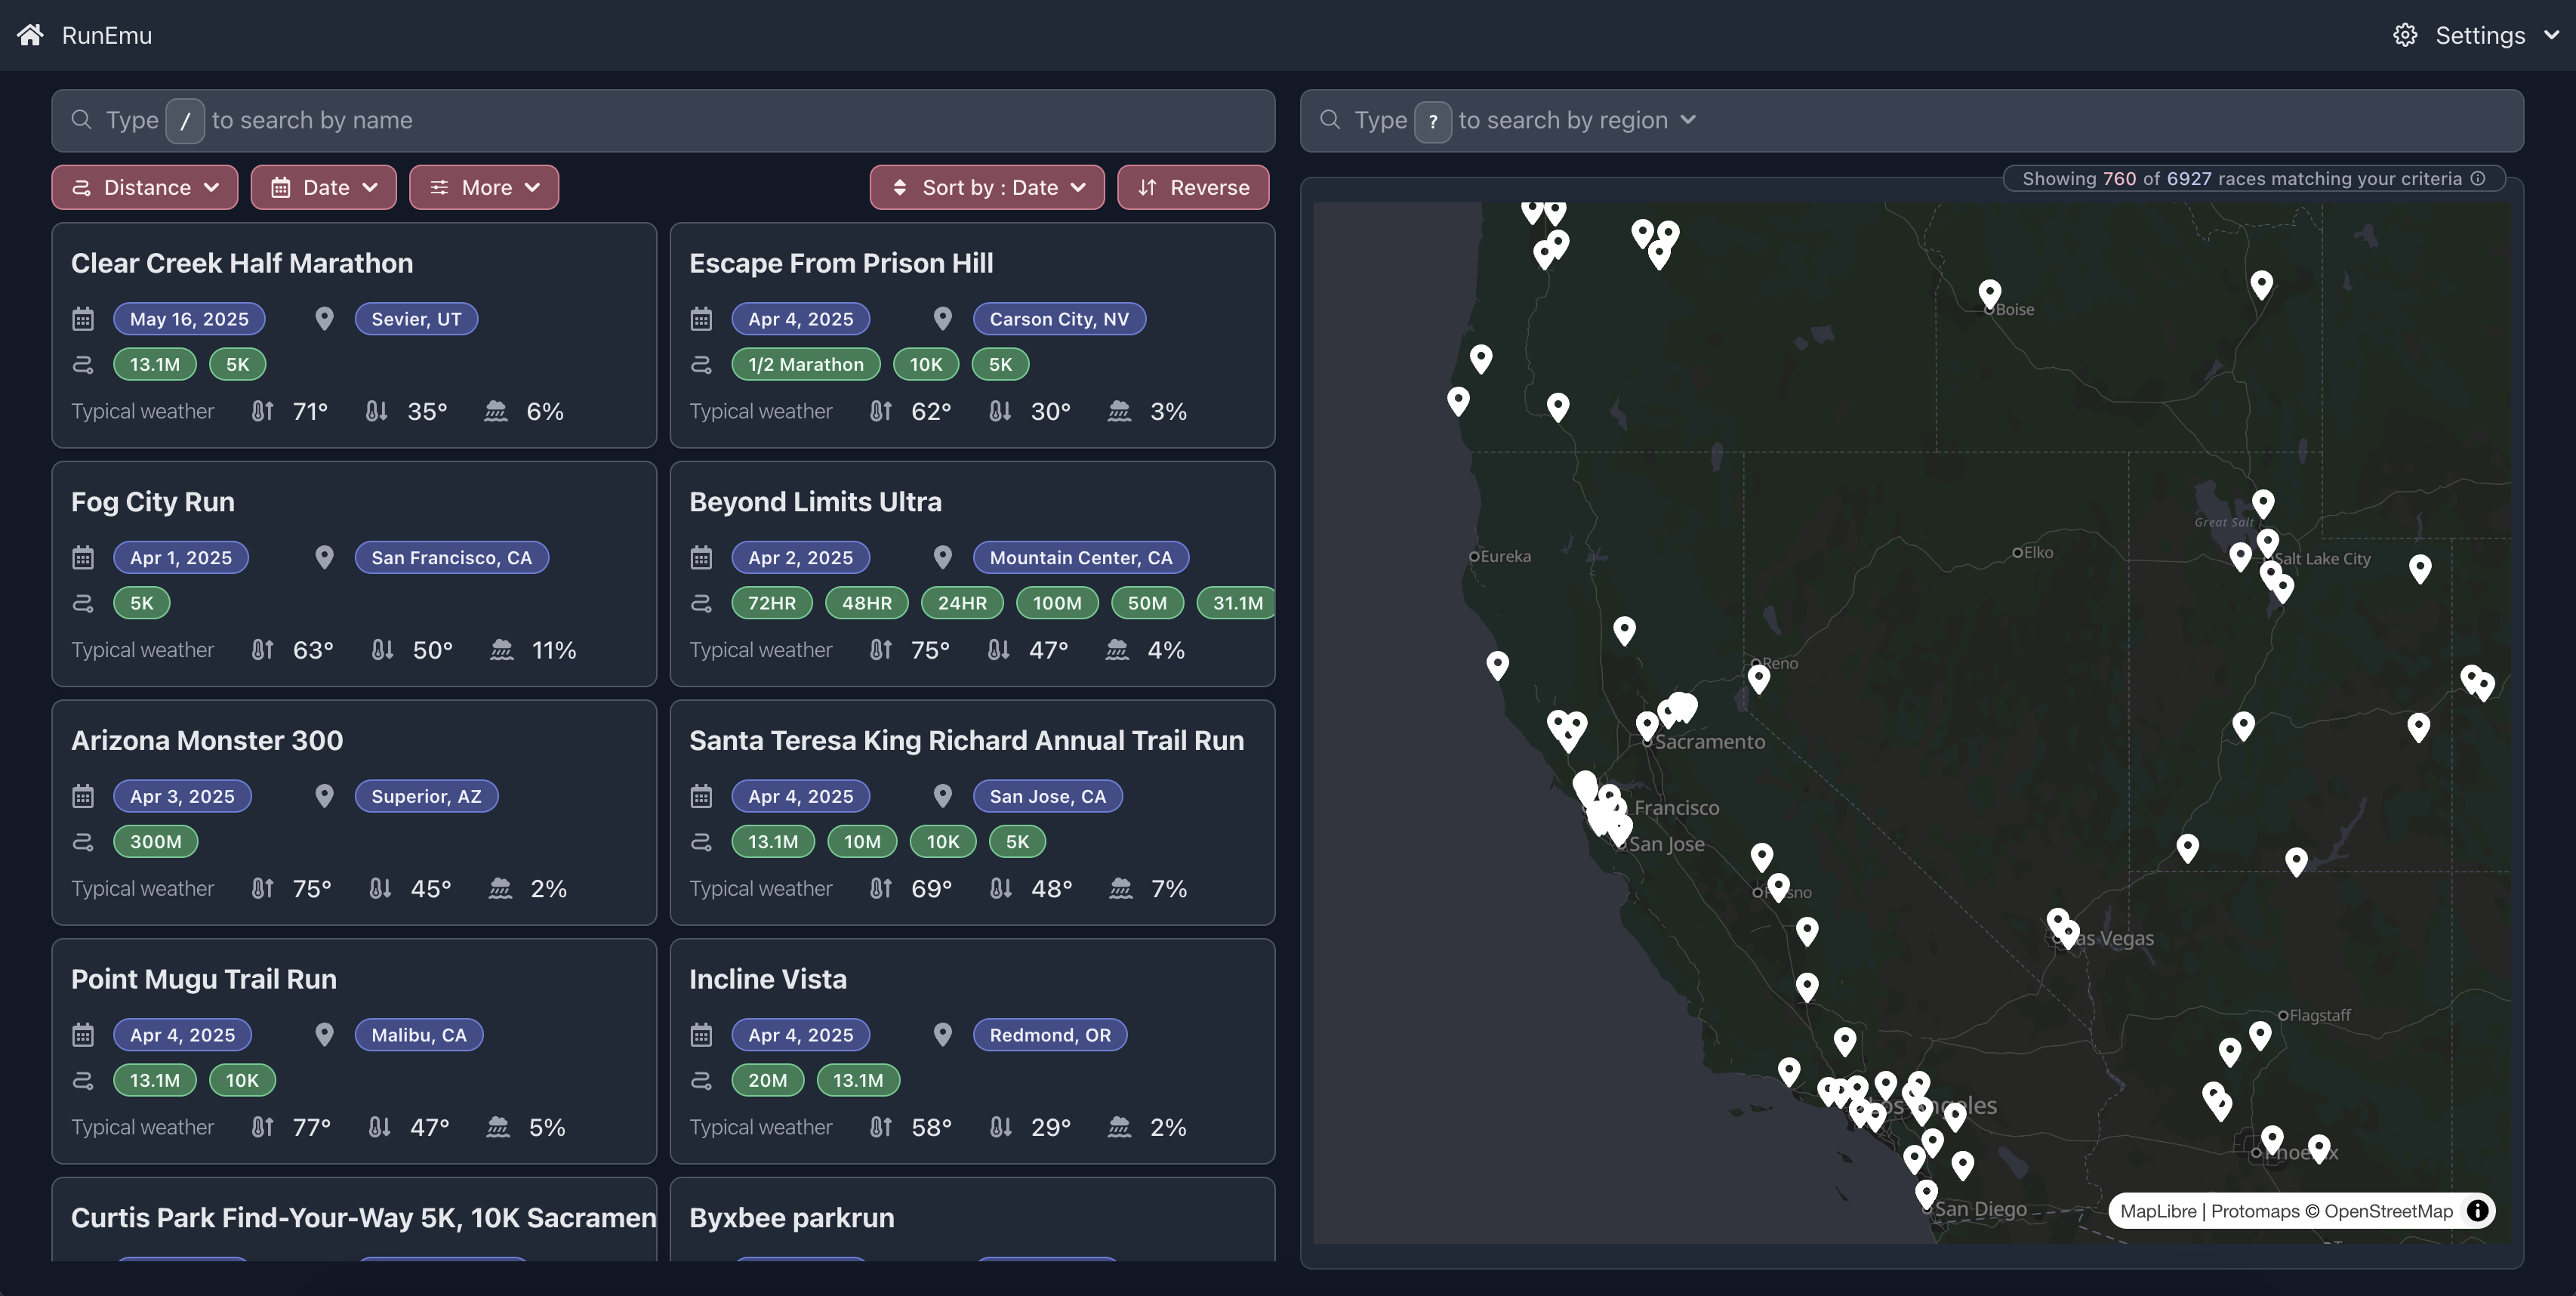 RunEmu
Settings
Type / to search by name
Type ? to search by region
Distance
Date
More
Sort by : Date
Reverse
Showing 760 of 6927 races matching your criteria
Clear Creek Half Marathon
May 16, 2025
Sevier, UT
13.1M 5K
Typical weather 71° 35° 6%
Escape From Prison Hill
Apr 4, 2025
Carson City, NV
1/2 Marathon 10K 5K
Typical weather 62° 30° 3%
Fog City Run
Apr 1, 2025
San Francisco, CA
5K
Typical weather 63° 50° 11%
Beyond Limits Ultra
Apr 2, 2025
Mountain Center, CA
72HR 48HR 24HR 100M 50M 31.1M
Typical weather 75° 47° 4%
Arizona Monster 300
Apr 3, 2025
Superior, AZ
300M
Typical weather 75° 45° 2%
Santa Teresa King Richard Annual Trail Run
Apr 4, 2025
San Jose, CA
13.1M 10M 10K 5K
Typical weather 69° 48° 7%
Point Mugu Trail Run
Apr 4, 2025
Malibu, CA
13.1M 10K
Typical weather 77° 47° 5%
Incline Vista
Apr 4, 2025
Redmond, OR
20M 13.1M
Typical weather 58° 29° 2%
Curtis Park Find-Your-Way 5K, 10K Sacramen
Byxbee parkrun
Boise
Eureka
Elko
Great Salt
Salt Lake City
Reno
Sacramento
Francisco
San Jose
Las Vegas
Flagstaff
Los Angeles
Phoenix
San Diego
MapLibre | Protomaps © OpenStreetMap